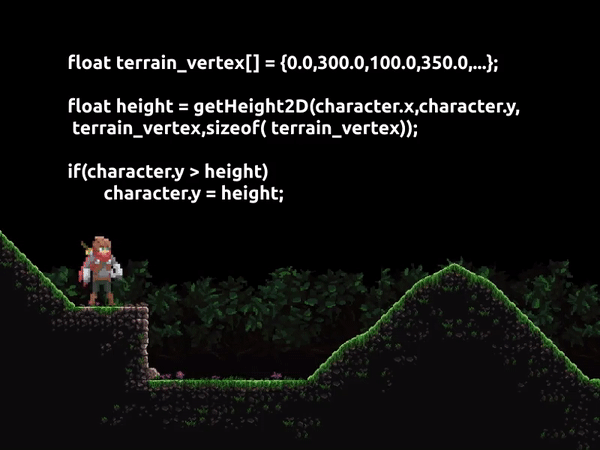 float terrain_vertex[] = {0.0,300.0,100.0,350.0,...};
float height = getHeight2D(character.x,character.y,
terrain_vertex,sizeof( terrain_vertex));
if(character.y > height)
character.y = height;